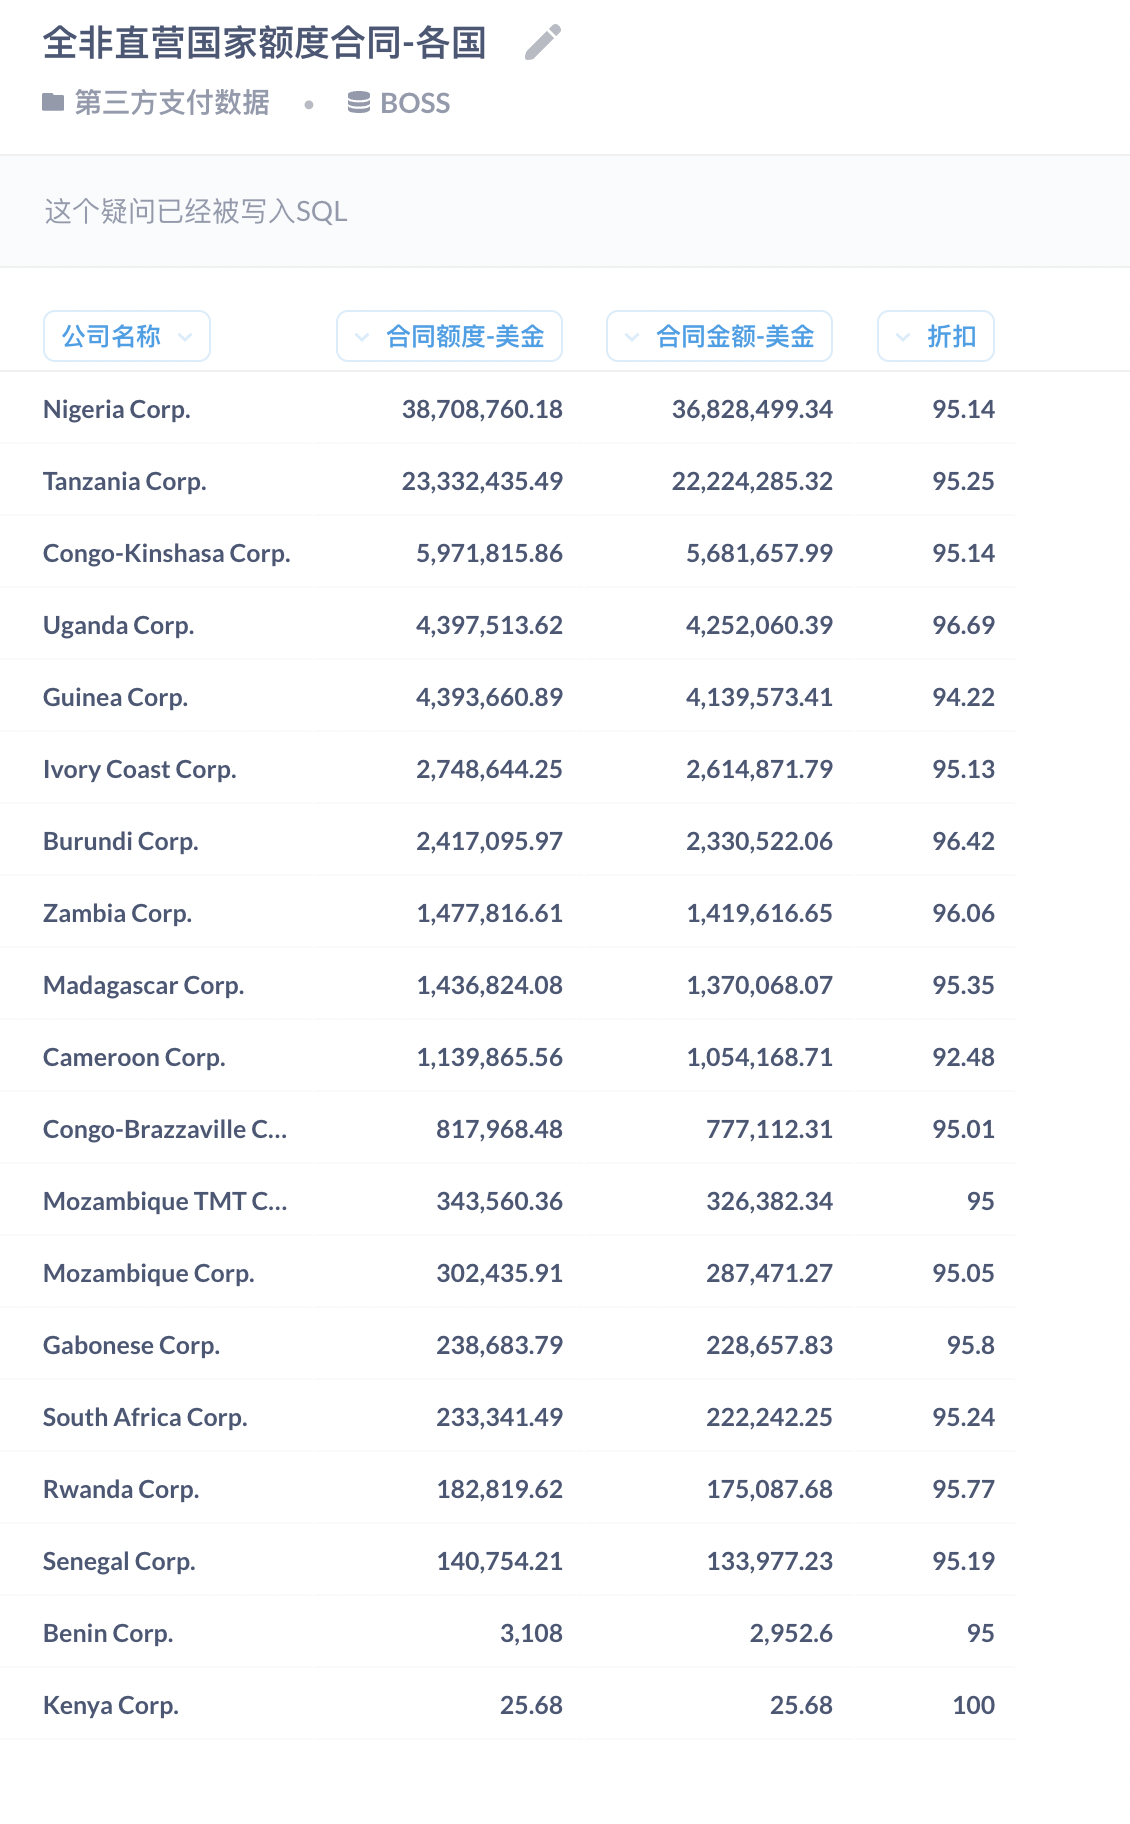 全非直营国家额度合同-各国
第三方支付数据 • BOSS
这个疑问已经被写入SQL
公司名称 合同额度-美金 合同金额-美金 折扣
Nigeria Corp. 38,708,760.18 36,828,499.34 95.14
Tanzania Corp. 23,332,435.49 22,224,285.32 95.25
Congo-Kinshasa Corp. 5,971,815.86 5,681,657.99 95.14
Uganda Corp. 4,397,513.62 4,252,060.39 96.69
Guinea Corp. 4,393,660.89 4,139,573.41 94.22
Ivory Coast Corp. 2,748,644.25 2,614,871.79 95.13
Burundi Corp. 2,417,095.97 2,330,522.06 96.42
Zambia Corp. 1,477,816.61 1,419,616.65 96.06
Madagascar Corp. 1,436,824.08 1,370,068.07 95.35
Cameroon Corp. 1,139,865.56 1,054,168.71 92.48
Congo-Brazzaville C... 817,968.48 777,112.31 95.01
Mozambique TMT C... 343,560.36 326,382.34 95
Mozambique Corp. 302,435.91 287,471.27 95.05
Gabonese Corp. 238,683.79 228,657.83 95.8
South Africa Corp. 233,341.49 222,242.25 95.24
Rwanda Corp. 182,819.62 175,087.68 95.77
Senegal Corp. 140,754.21 133,977.23 95.19
Benin Corp. 3,108 2,952.6 95
Kenya Corp. 25.68 25.68 100